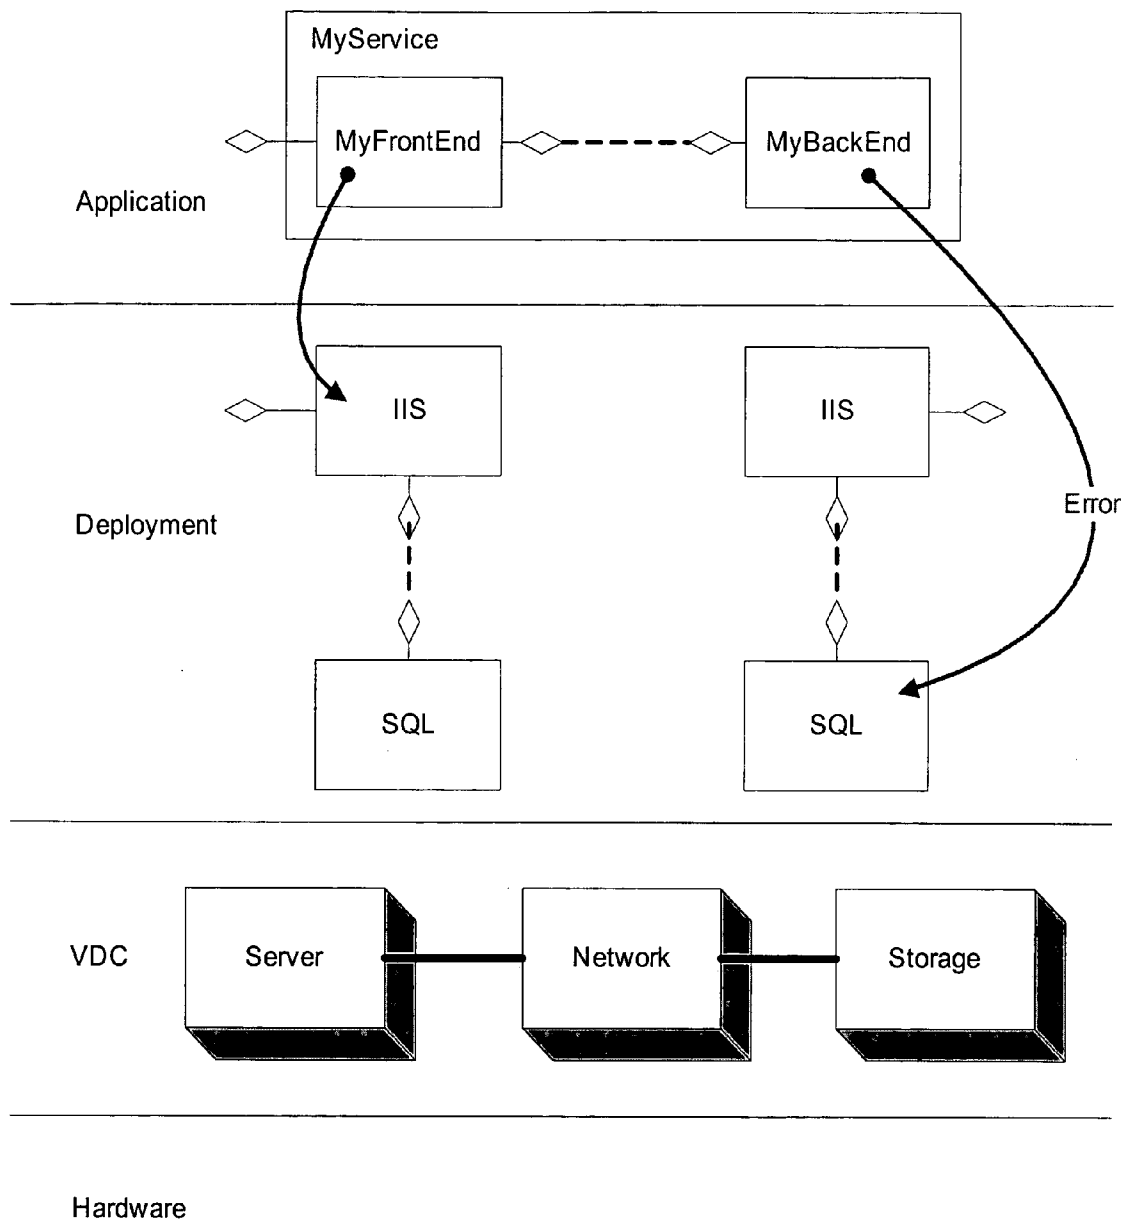 MyService
MyFrontEnd
MyBackEnd
Application
IIS
IIS
Error
Deployment
SQL
SQL
VDC
Server
Network
Storage
Hardware